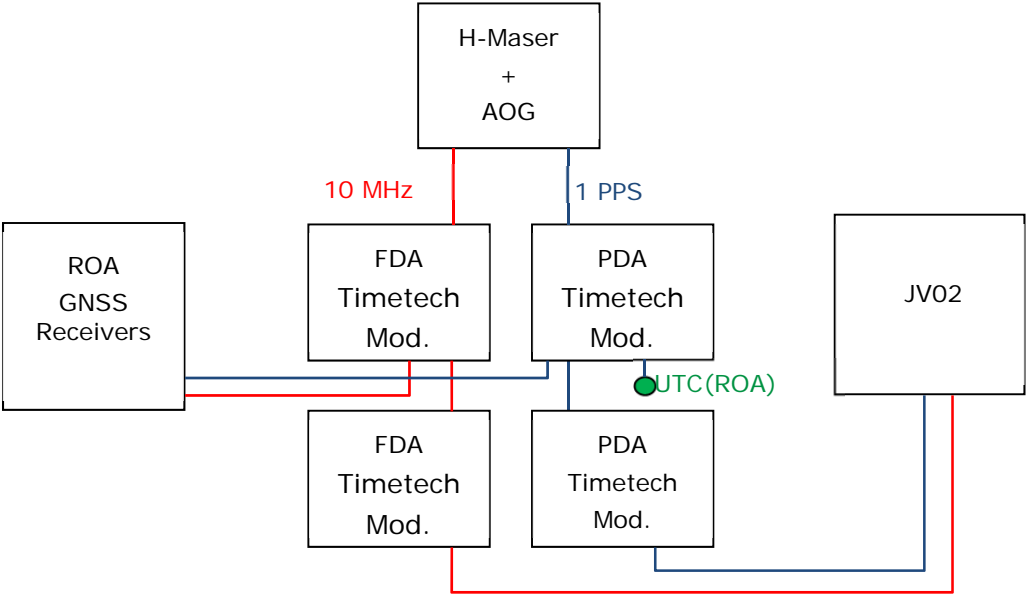 H-Maser
+
AOG
10 MHz
1 PPS
ROA
GNSS
Receivers
FDA
Timetech
Mod.
PDA
Timetech
Mod.
JV02
UTC(ROA)
FDA
Timetech
Mod.
PDA
Timetech
Mod.